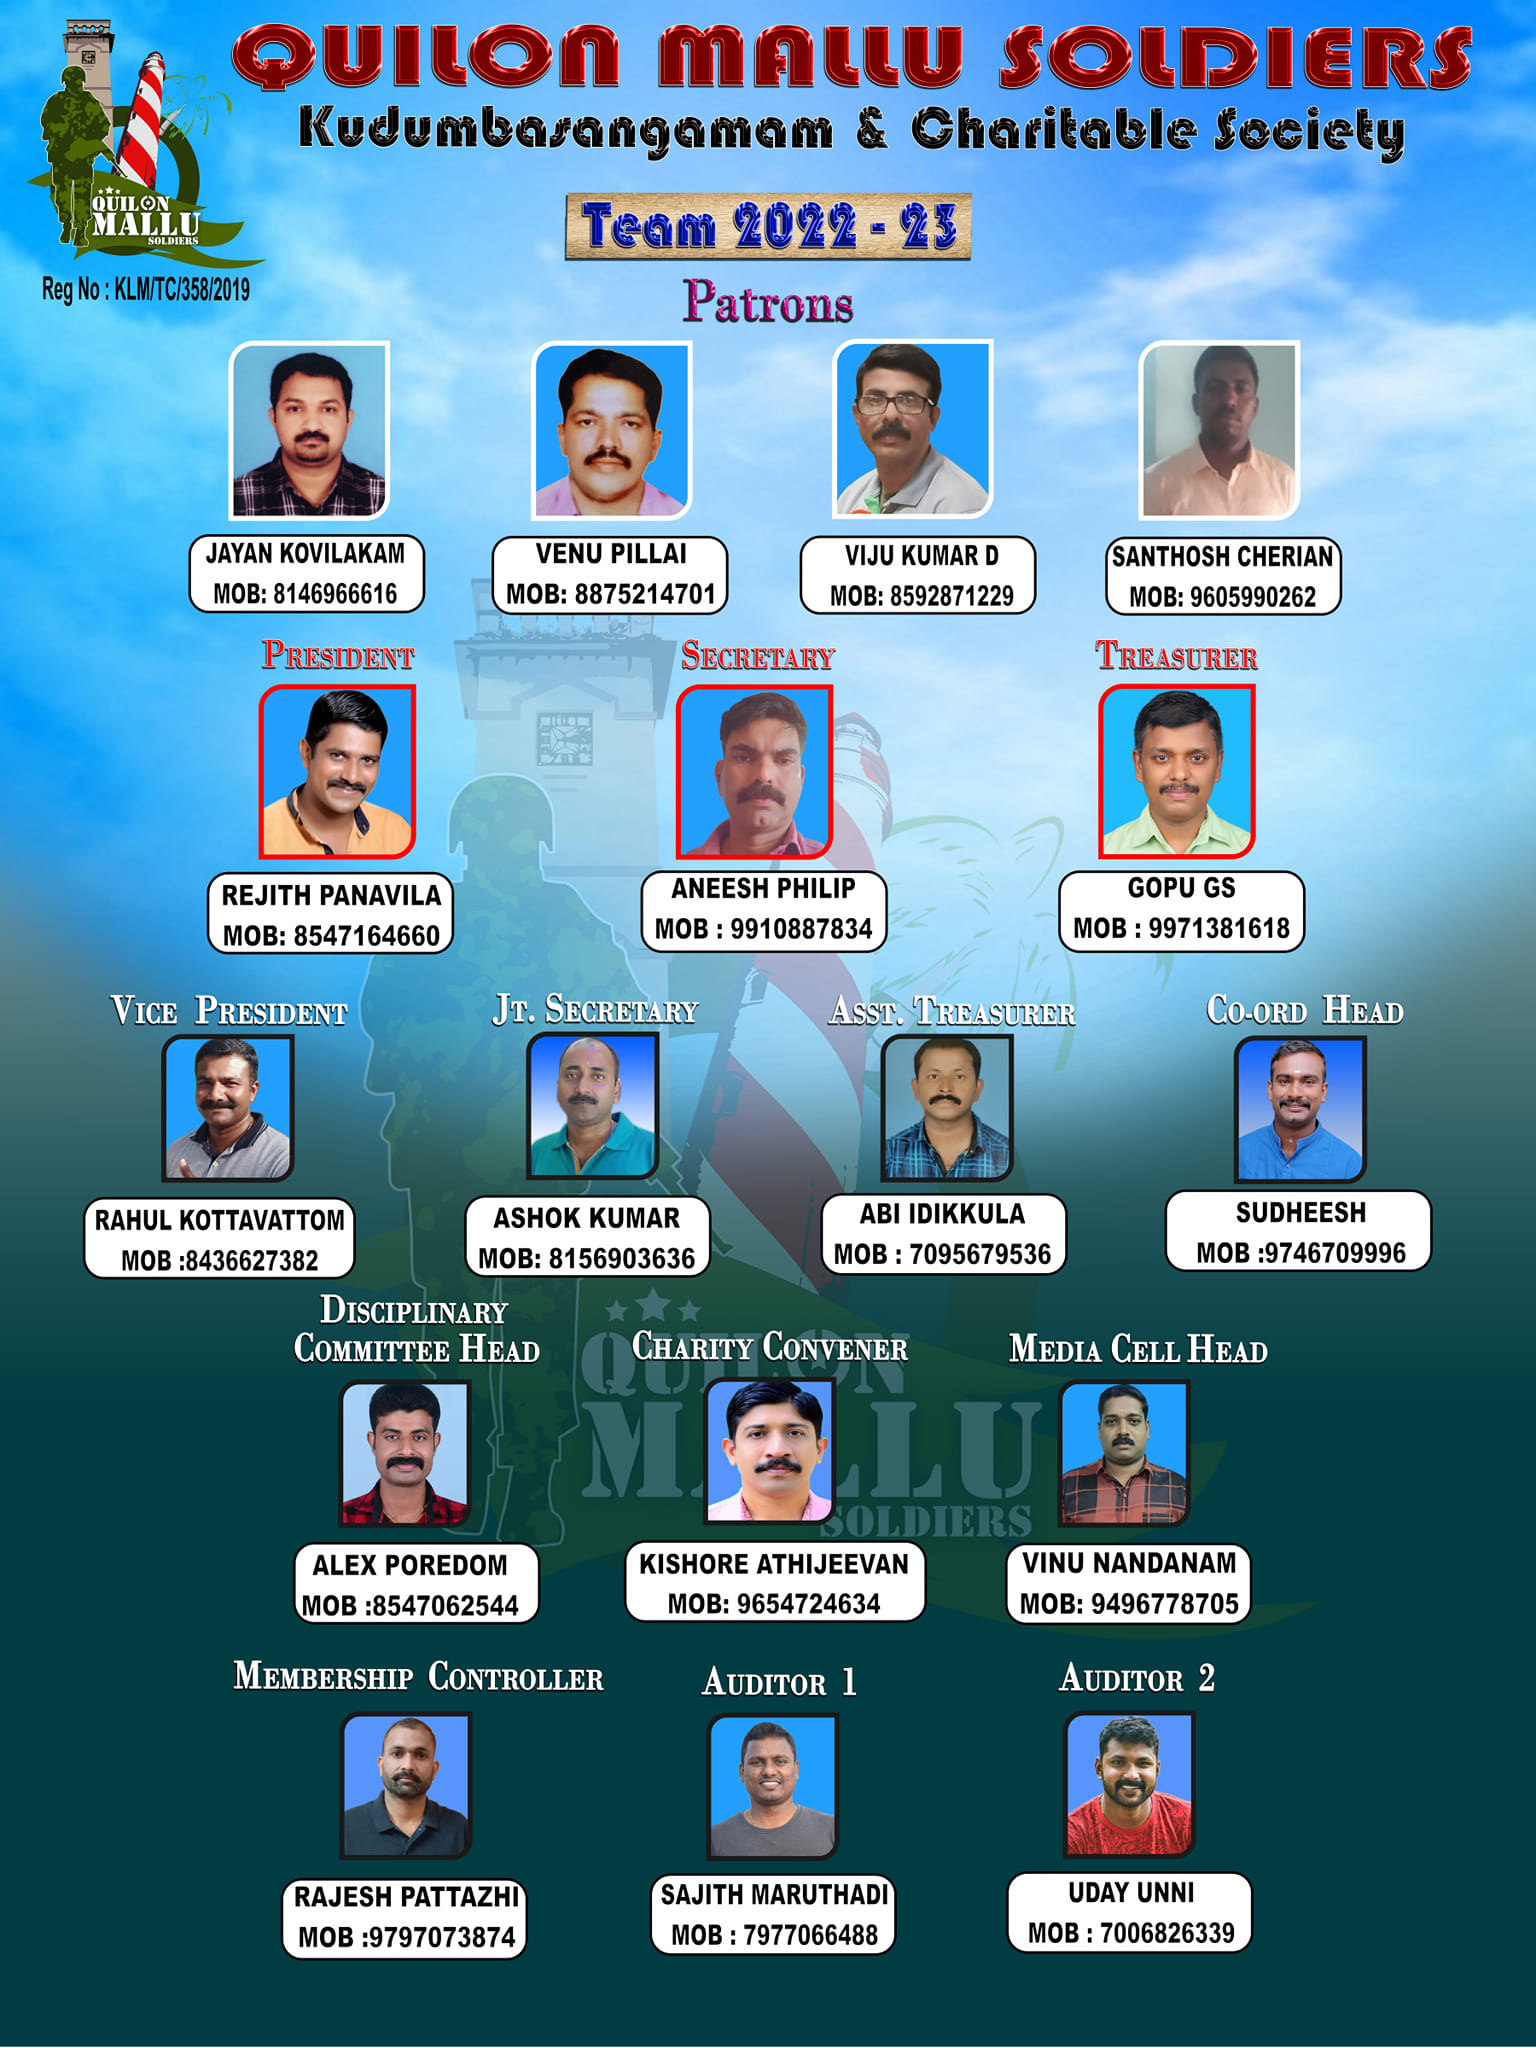 QUILON MALLU SOLDIERS
Kudumbasangamam & Charitable Society
QUILON
MALLU
SOLDIERS
Reg No : KLM/TC/358/2019
Team 2022 - 23
Patrons
JAYAN KOVILAKAM
MOB: 8146966616
VENU PILLAI
MOB: 8875214701
VIJU KUMAR D
MOB: 8592871229
SANTHOSH CHERIAN
MOB: 9605990262
PRESIDENT
REJITH PANAVILA
MOB: 8547164660
SECRETARY
ANEESH PHILIP
MOB : 9910887834
TREASURER
GOPU GS
MOB : 9971381618
VICE PRESIDENT
RAHUL KOTTAVATTOM
MOB :8436627382
JT. SECRETARY
ASHOK KUMAR
MOB: 8156903636
ASST. TREASURER
ABI IDIKKULA
MOB : 7095679536
CO-ORD HEAD
SUDHEESH
MOB :9746709996
DISCIPLINARY
COMMITTEE HEAD
ALEX POREDOM
MOB :8547062544
CHARITY CONVENER
KISHORE ATHIJEEVAN
MOB: 9654724634
MEDIA CELL HEAD
VINU NANDANAM
MOB: 9496778705
QUILON
MALLU
SOLDIERS
MEMBERSHIP CONTROLLER
RAJESH PATTAZHI
MOB :9797073874
AUDITOR 1
SAJITH MARUTHADI
MOB : 7977066488
AUDITOR 2
UDAY UNNI
MOB : 7006826339